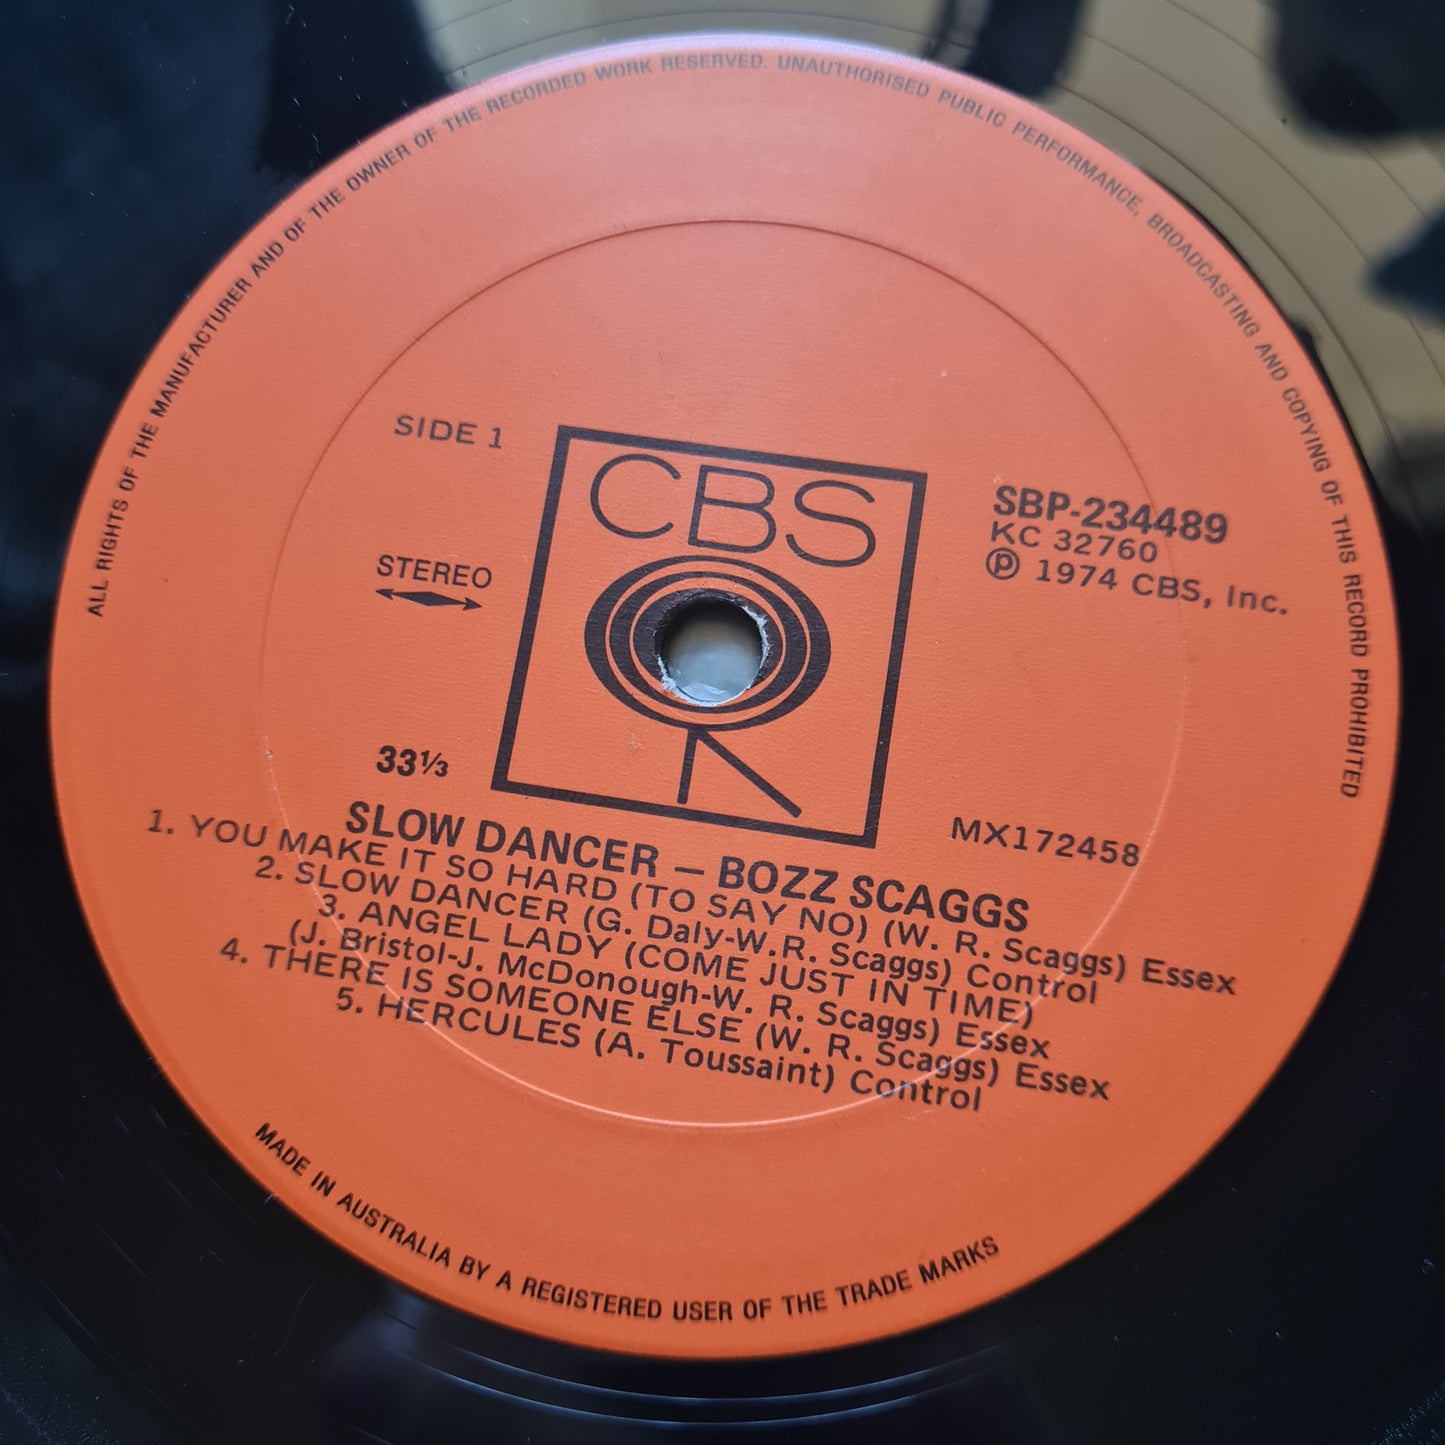 ALL RIGHTS OF THE MANUFACTURER AND OF THE OWNER OF THE RECORDED WORK RESERVED. UNAUTHORISED PUBLIC PERFORMANCE, BROADCASTING AND COPYING OF THIS RECORD PROHIBITED
SIDE 1
CBS
SBP-234489
KC 32760
℗ 1974 CBS, Inc.
STEREO
33⅓
MX172458
SLOW DANCER — BOZZ SCAGGS
1. YOU MAKE IT SO HARD (TO SAY NO) (W. R. Scaggs) Essex
2. SLOW DANCER (G. Daly-W.R. Scaggs) Control
3. ANGEL LADY (COME JUST IN TIME)
(J. Bristol-J. McDonough-W. R. Scaggs) Essex
4. THERE IS SOMEONE ELSE (W. R. Scaggs) Essex
5. HERCULES (A. Toussaint) Control
MADE IN AUSTRALIA BY A REGISTERED USER OF THE TRADE MARKS